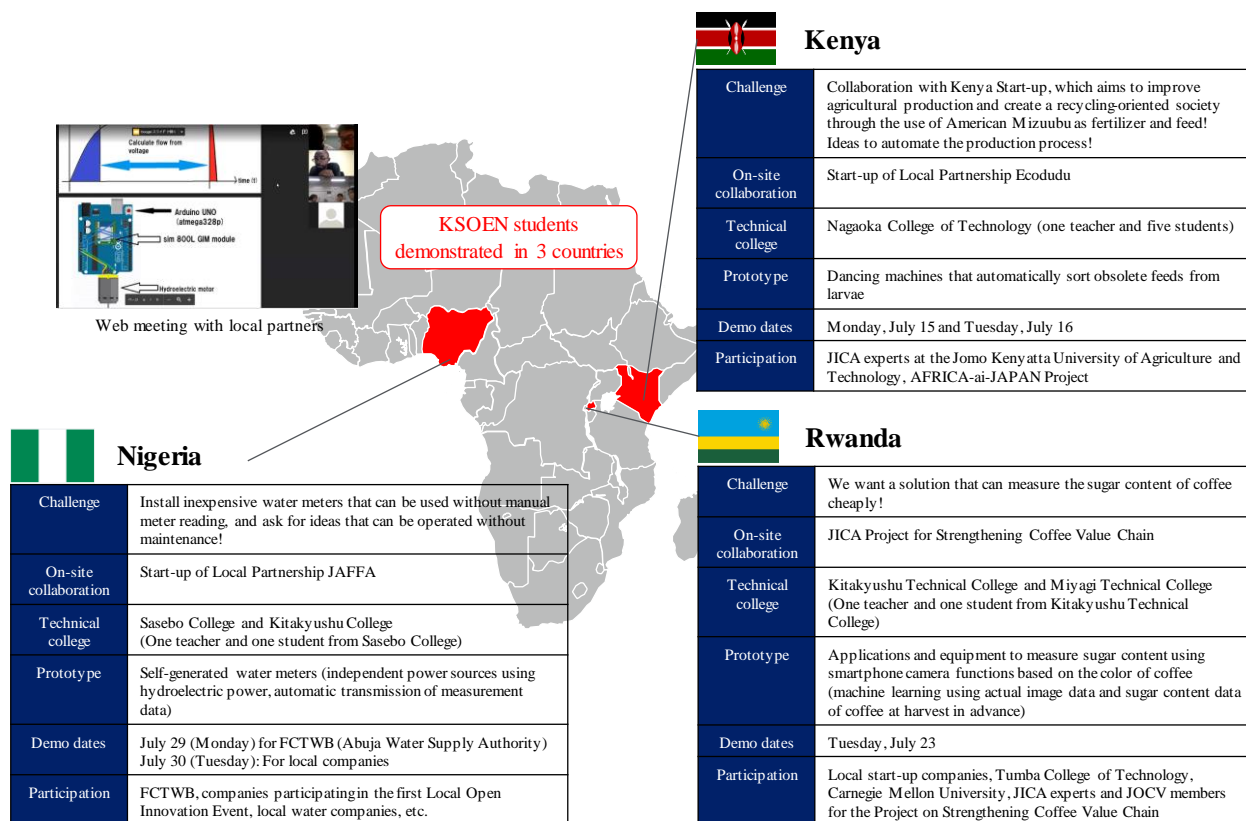 Kenya
Challenge
Collaboration with Kenya Start-up, which aims to improve
agricultural production and create a recycling-oriented society
through the use of American Mizuubu as fertilizer and feed!
Ideas to automate the production process!
On-site
collaboration
Start-up of Local Partnership Ecodudu
Technical
college
Nagaoka College of Technology (one teacher and five students)
Prototype
Dancing machines that automatically sort obsolete feeds from
larvae
Demo dates
Monday, July 15 and Tuesday, July 16
Participation
JICA experts at the Jomo Kenyatta University of Agriculture and
Technology, AFRICA-ai-JAPAN Project
Calculate flow from
voltage
time (t)
Arduino UNO
(atmega328p)
sim 800L GIM module
Hydroelectric motor
Web meeting with local partners
KSOEN students
demonstrated in 3 countries
Nigeria
Challenge
Install inexpensive water meters that can be used without manual
meter reading, and ask for ideas that can be operated without
maintenance!
On-site
collaboration
Start-up of Local Partnership JAFFA
Technical
college
Sasebo College and Kitakyushu College
(One teacher and one student from Sasebo College)
Prototype
Self-generated water meters (independent power sources using
hydroelectric power, automatic transmission of measurement
data)
Demo dates
July 29 (Monday) for FCTWB (Abuja Water Supply Authority)
July 30 (Tuesday): For local companies
Participation
FCTWB, companies participating in the first Local Open
Innovation Event, local water companies, etc.
Rwanda
Challenge
We want a solution that can measure the sugar content of coffee
cheaply!
On-site
collaboration
JICA Project for Strengthening Coffee Value Chain
Technical
college
Kitakyushu Technical College and Miyagi Technical College
(One teacher and one student from Kitakyushu Technical
College)
Prototype
Applications and equipment to measure sugar content using
smartphone camera functions based on the color of coffee
(machine learning using actual image data and sugar content data
of coffee at harvest in advance)
Demo dates
Tuesday, July 23
Participation
Local start-up companies, Tumba College of Technology,
Carnegie Mellon University, JICA experts and JOCV members
for the Project on Strengthening Coffee Value Chain